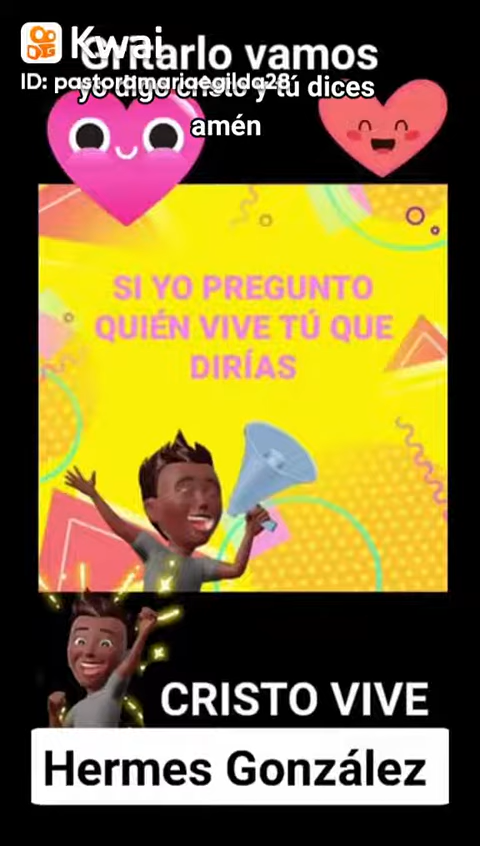 Kwai
Gritarlo vamos
ID: pastoramariaegilda28
yo digo cristo y tú dices
amén
SI YO PREGUNTO
QUIÉN VIVE TÚ QUE
DIRÍAS
CRISTO VIVE
Hermes González